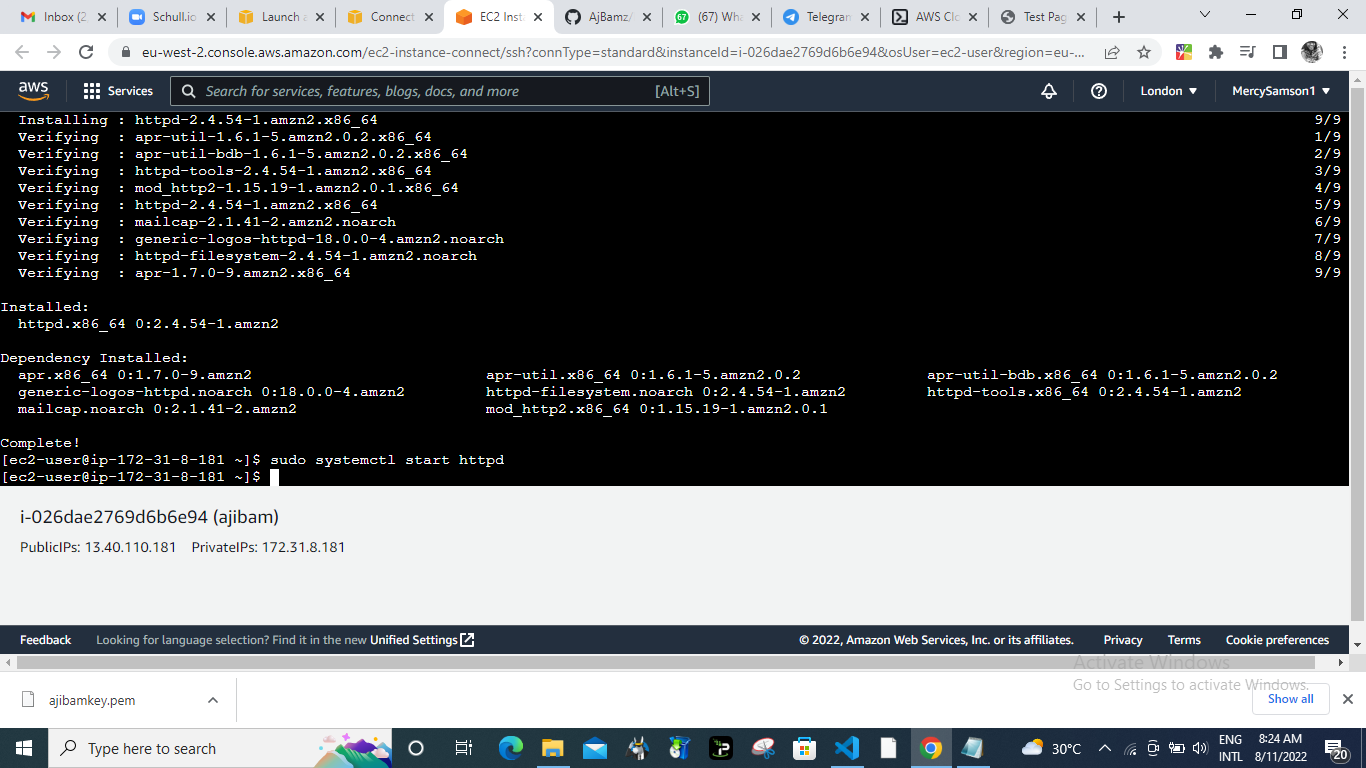 Inbox (2
Schull.io
Launch a
Connect
EC2 Inst
AjBamz/
(67) Wha
Telegram
AWS Clo
Test Pag
eu-west-2.console.aws.amazon.com/ec2-instance-connect/ssh?connType=standard&instanceId=i-026dae2769d6b6e94&osUser=ec2-user&region=eu-...
aws Services Search for services, features, blogs, docs, and more [Alt+S] London MercySamson1
Installing : httpd-2.4.54-1.amzn2.x86_64 9/9
Verifying : apr-util-1.6.1-5.amzn2.0.2.x86_64 1/9
Verifying : apr-util-bdb-1.6.1-5.amzn2.0.2.x86_64 2/9
Verifying : httpd-tools-2.4.54-1.amzn2.x86_64 3/9
Verifying : mod_http2-1.15.19-1.amzn2.0.1.x86_64 4/9
Verifying : httpd-2.4.54-1.amzn2.x86_64 5/9
Verifying : mailcap-2.1.41-2.amzn2.noarch 6/9
Verifying : generic-logos-httpd-18.0.0-4.amzn2.noarch 7/9
Verifying : httpd-filesystem-2.4.54-1.amzn2.noarch 8/9
Verifying : apr-1.7.0-9.amzn2.x86_64 9/9
Installed:
httpd.x86_64 0:2.4.54-1.amzn2
Dependency Installed:
apr.x86_64 0:1.7.0-9.amzn2 apr-util.x86_64 0:1.6.1-5.amzn2.0.2 apr-util-bdb.x86_64 0:1.6.1-5.amzn2.0.2
generic-logos-httpd.noarch 0:18.0.0-4.amzn2 httpd-filesystem.noarch 0:2.4.54-1.amzn2 httpd-tools.x86_64 0:2.4.54-1.amzn2
mailcap.noarch 0:2.1.41-2.amzn2 mod_http2.x86_64 0:1.15.19-1.amzn2.0.1
Complete!
[ec2-user@ip-172-31-8-181 ~]$ sudo systemctl start httpd
[ec2-user@ip-172-31-8-181 ~]$
i-026dae2769d6b6e94 (ajibam)
PublicIPs: 13.40.110.181 PrivateIPs: 172.31.8.181
Feedback Looking for language selection? Find it in the new Unified Settings © 2022, Amazon Web Services, Inc. or its affiliates. Privacy Terms Cookie preferences
Activate Windows
Go to Settings to activate Windows.
ajibamkey.pem
Show all
Type here to search
30°C
ENG
INTL
8:24 AM
8/11/2022
20